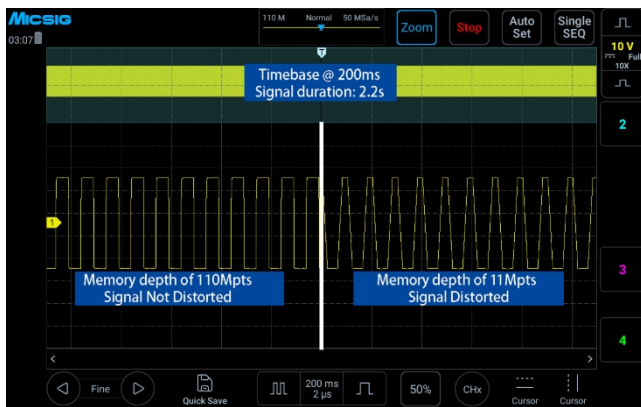 Micsig
03:07
110 M Normal 50 MSa/s
Zoom
Stop
Auto
Set
Single
SEQ
10 V
Full
10X
T
Timebase @ 200ms
Signal duration: 2.2s
2
1
Memory depth of 110Mpts
Signal Not Distorted
Memory depth of 11Mpts
Signal Distorted
3
4
Fine
Quick Save
200 ms
2 µs
50%
CHx
Cursor
Cursor